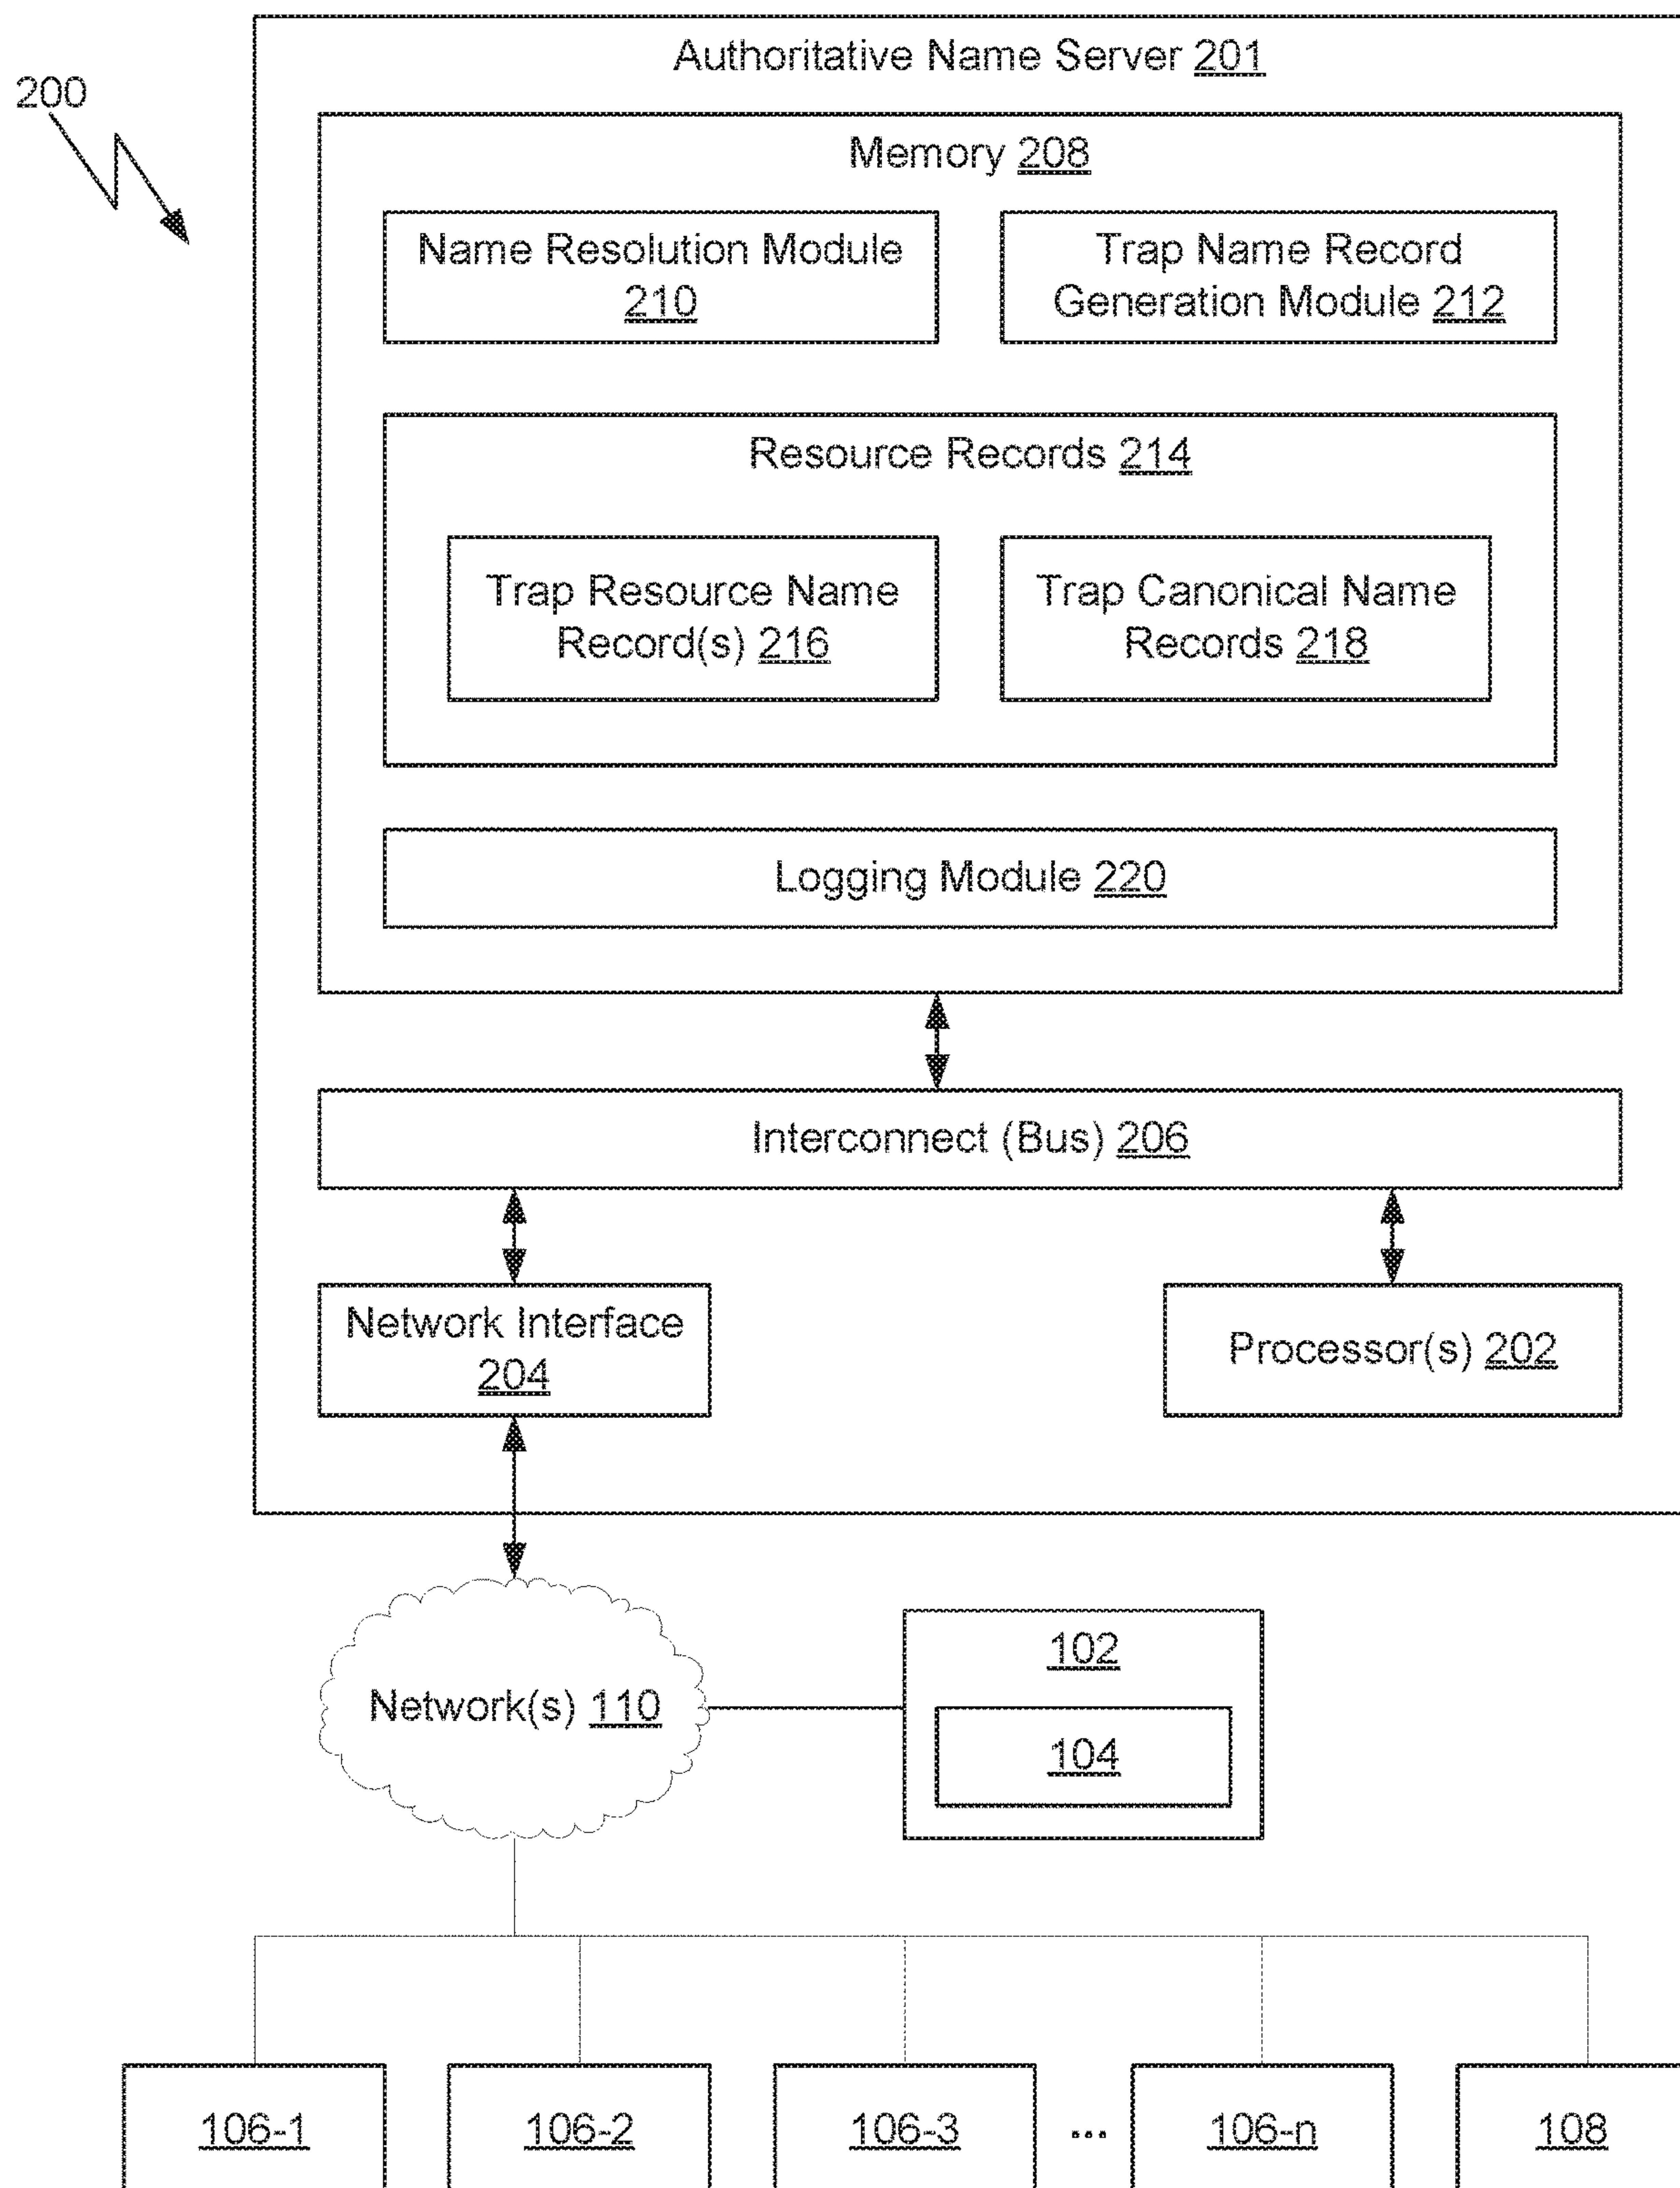 Authoritative Name Server 201
200
Memory 208
Name Resolution Module
210
Trap Name Record
Generation Module 212
Resource Records 214
Trap Resource Name
Record(s) 216
Trap Canonical Name
Records 218
Logging Module 220
Interconnect (Bus) 206
Network Interface
204
Processor(s) 202
102
Network(s) 110
104
106-1
106-2
106-3
...
106-n
108